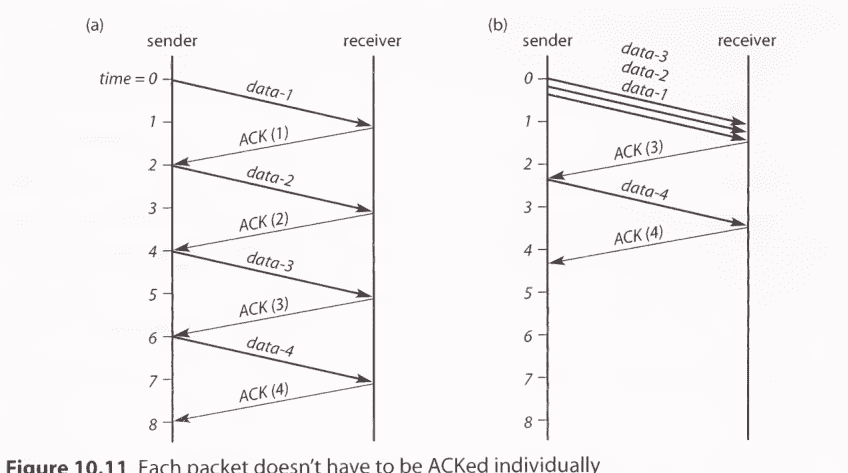 (a)
sender receiver
time = 0
data-1
1
ACK (1)
2
data-2
3
ACK (2)
4
data-3
5
ACK (3)
6
data-4
7
ACK (4)
8
(b)
sender receiver
data-3
data-2
data-1
0
1
ACK (3)
2
data-4
3
ACK (4)
4
5
6
7
8
Figure 10.11 Each packet doesn't have to be ACKed individually